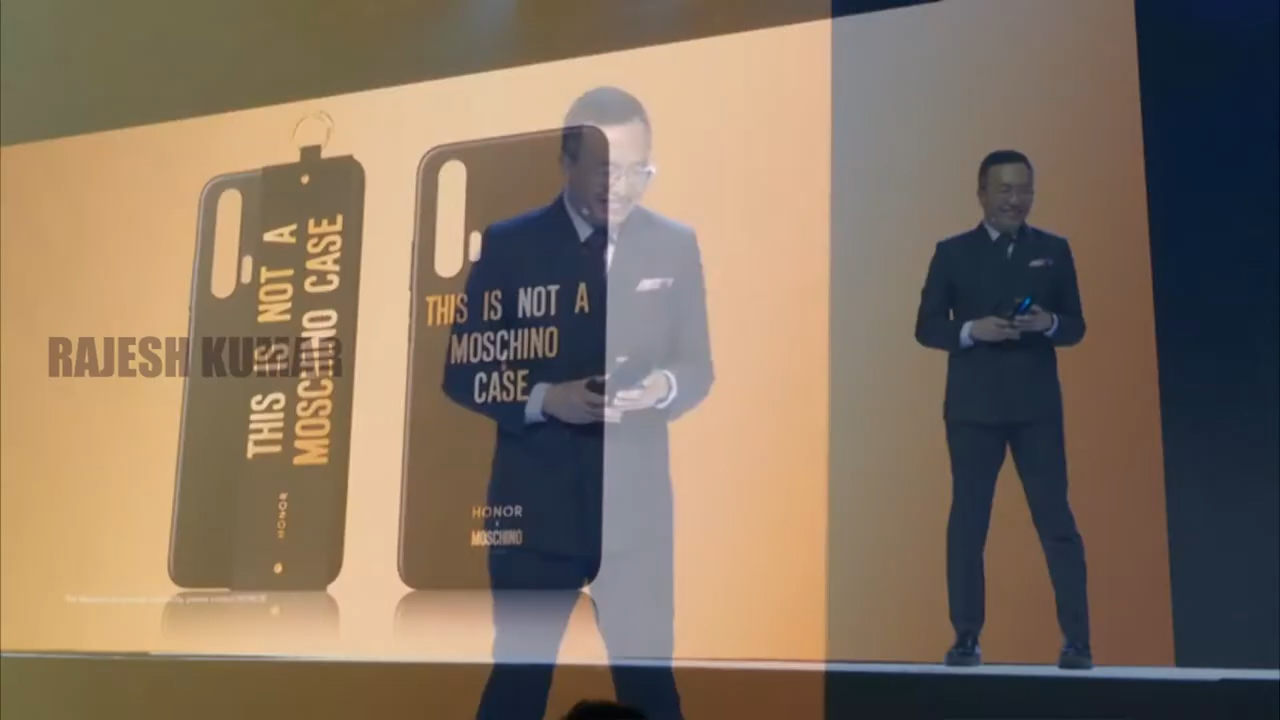 THIS IS NOT A
MOSCHINO CASE
HONOR
THIS IS NOT A
MOSCHINO
CASE
HONOR
x
MOSCHINO
RAJESH KUMAR